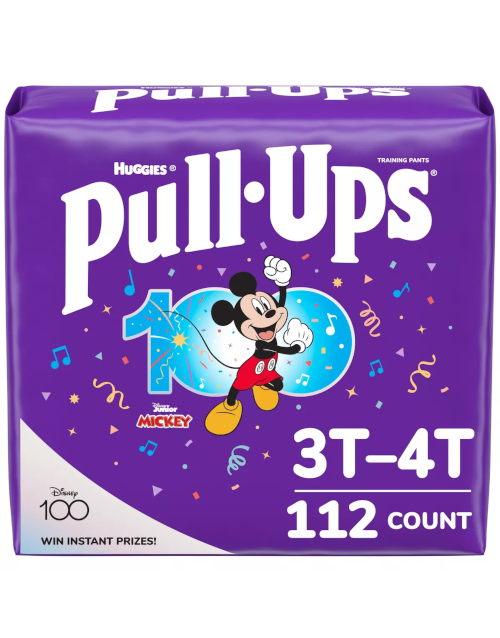 Pull-Ups
HUGGIES®
TRAINING PANTS
Pull-Ups®
100
Disney Junior
MICKEY
3T–4T
112 COUNT
Disney
100
WIN INSTANT PRIZES!